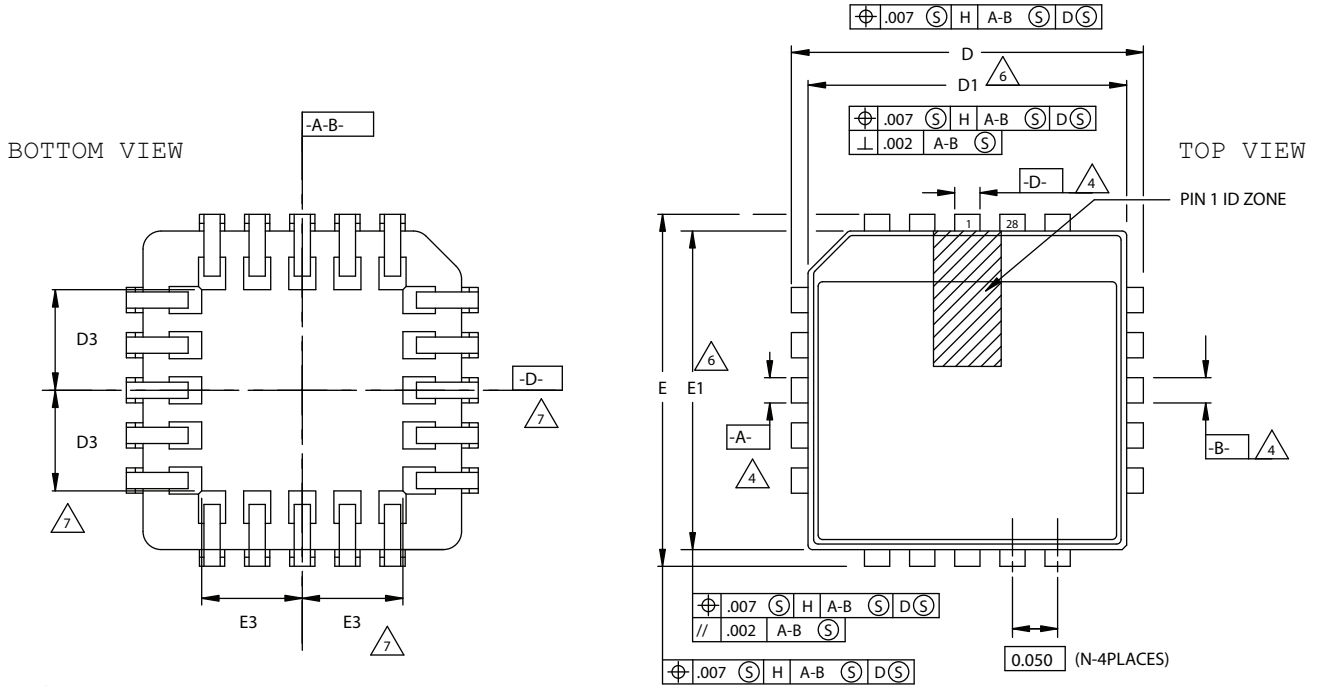 ⌖ .007 Ⓢ H A-B Ⓢ D Ⓢ
D
D1 6
⌖ .007 Ⓢ H A-B Ⓢ D Ⓢ
⊥ .002 A-B Ⓢ
-A-B-
BOTTOM VIEW
TOP VIEW
-D- 4
PIN 1 ID ZONE
1 28
D3
D3
7
-D-
7
E E1 6
-A-
4
-B- 4
E3 E3 7
⌖ .007 Ⓢ H A-B Ⓢ D Ⓢ
// .002 A-B Ⓢ
⌖ .007 Ⓢ H A-B Ⓢ D Ⓢ
0.050 (N-4PLACES)